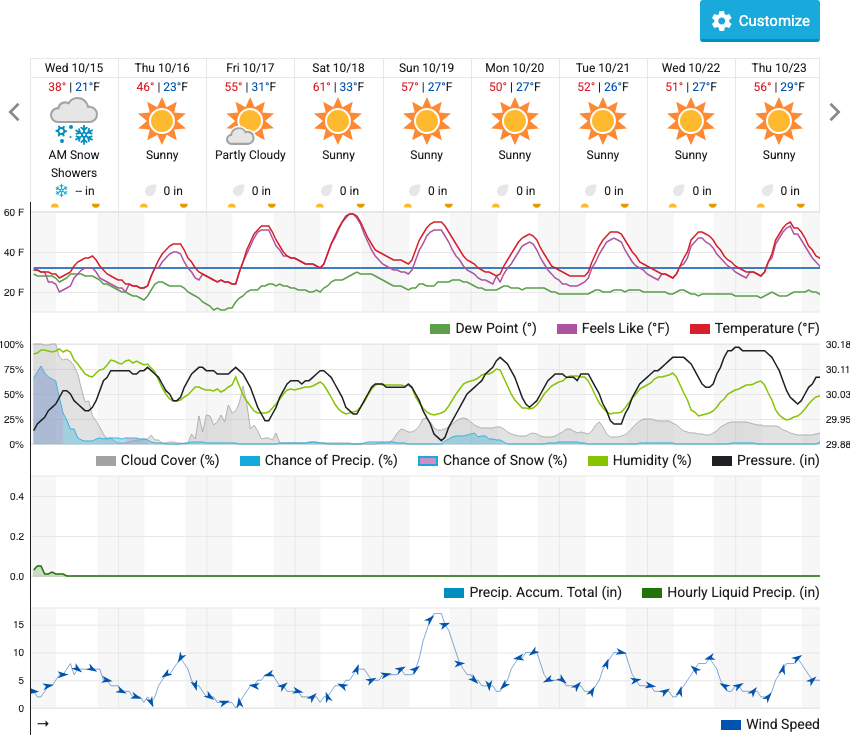 Customize
Wed 10/15 Thu 10/16 Fri 10/17 Sat 10/18 Sun 10/19 Mon 10/20 Tue 10/21 Wed 10/22 Thu 10/23
38° | 21°F 46° | 23°F 55° | 31°F 61° | 33°F 57° | 27°F 50° | 27°F 52° | 26°F 51° | 27°F 56° | 29°F
AM Snow Showers Sunny Partly Cloudy Sunny Sunny Sunny Sunny Sunny Sunny
-- in 0 in 0 in 0 in 0 in 0 in 0 in 0 in 0 in
60 F
40 F
20 F
Dew Point (°) Feels Like (°F) Temperature (°F)
100% 30.18
75% 30.11
50% 30.03
25% 29.95
0% 29.88
Cloud Cover (%) Chance of Precip. (%) Chance of Snow (%) Humidity (%) Pressure. (in)
0.4
0.2
0.0
Precip. Accum. Total (in) Hourly Liquid Precip. (in)
15
10
5
0
→ Wind Speed